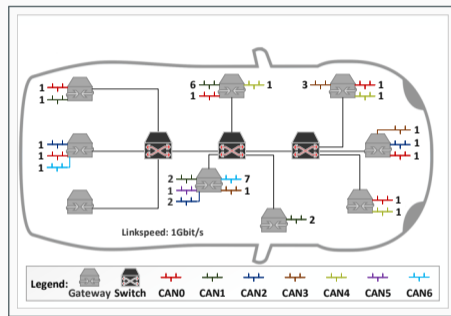 6 1 3 1
1
1 1 1
1
1
1 1
1 1
2 7
1 1 1
2 1
2
Linkspeed: 1Gbit/s
Legend:
Gateway Switch CAN0 CAN1 CAN2 CAN3 CAN4 CAN5 CAN6